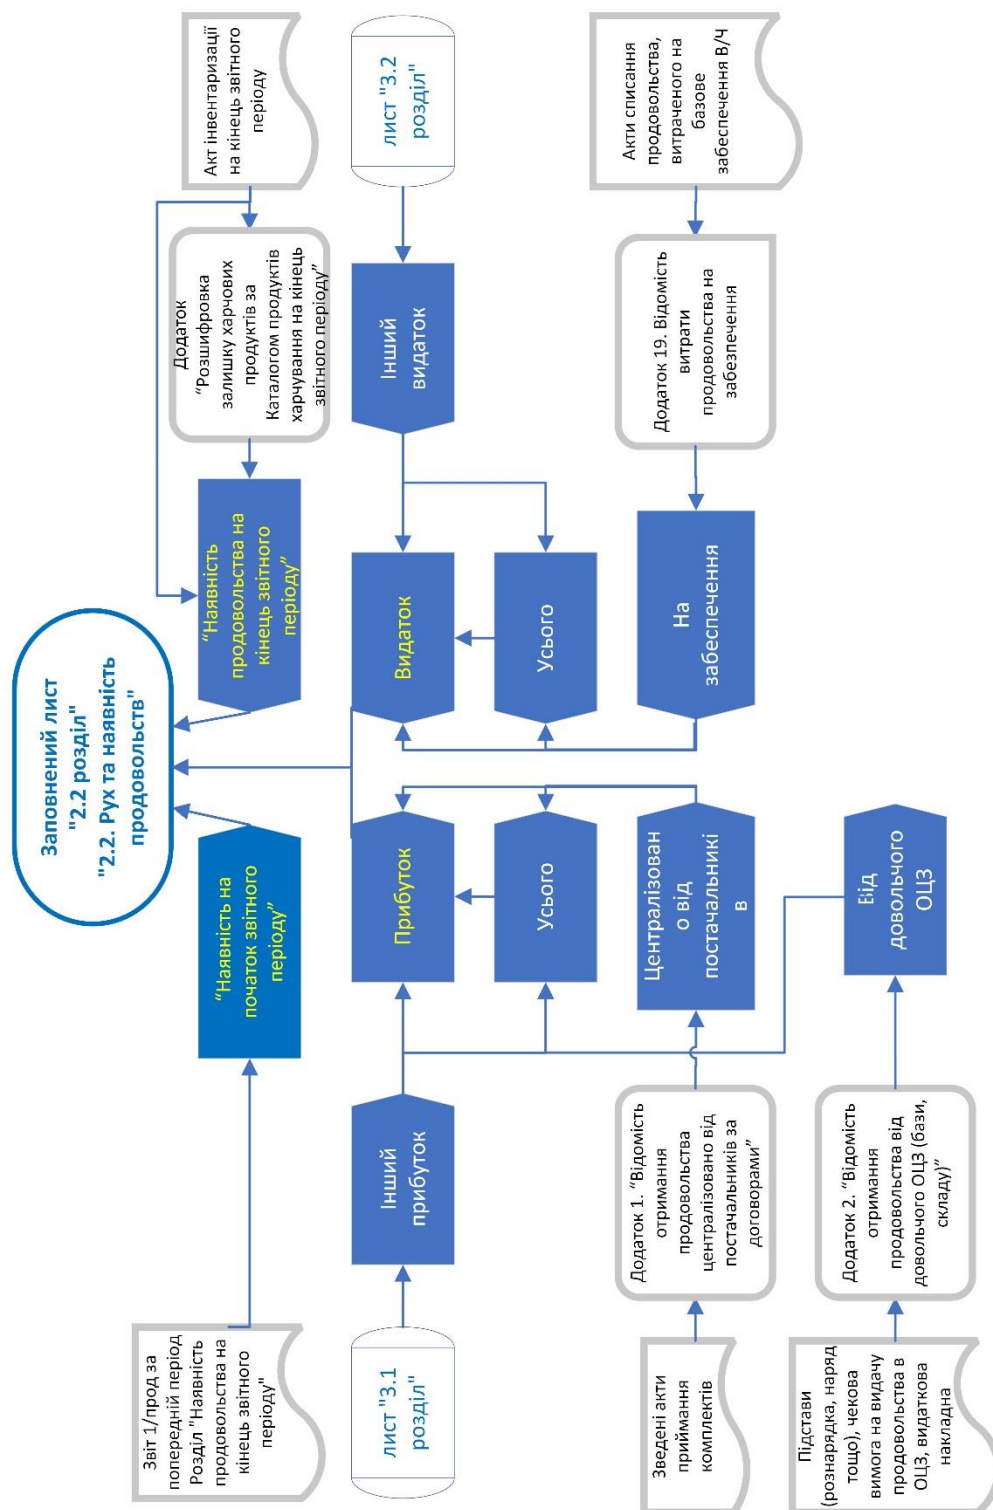 Заповнений лист
"2.2 розділ"
"2.2. Рух та наявність
продовольств"
Звіт 1/прод за
попередній період
Розділ "Наявність
продовольства на
кінець звітного
періоду"
“Наявність на
початок звітного
періоду”
“Наявність
продовольства на
кінець звітного
періоду”
Додаток
“Розшифровка
залишку харчових
продуктів за
Каталогом продуктів
харчування на кінець
звітного періоду”
Акт інвентаризації
на кінець звітного
періоду
лист "3.1
розділ"
Інший
прибуток
Прибуток
Видаток
Інший
видаток
лист "3.2
розділ"
Усього
Усього
Зведені акти
приймання
комплектів
Додаток 1. “Відомість
отримання
продовольства
централізовано від
постачальників за
договорами”
Централізован
о від
постачальникі
в
На
забезпечення
Додаток 19. Відомість
витрати
продовольства на
забезпечення
Акти списання
продовольства,
витраченого на
базове
забезпечення В/Ч
Підстави
(рознарядка, наряд
тощо), чекова
вимога на видачу
продовольства в
ОЦЗ, видаткова
накладна
Додаток 2. “Відомість
отримання
продовольства від
довольчого ОЦЗ (бази,
складу)”
Від
довольчого
ОЦЗ